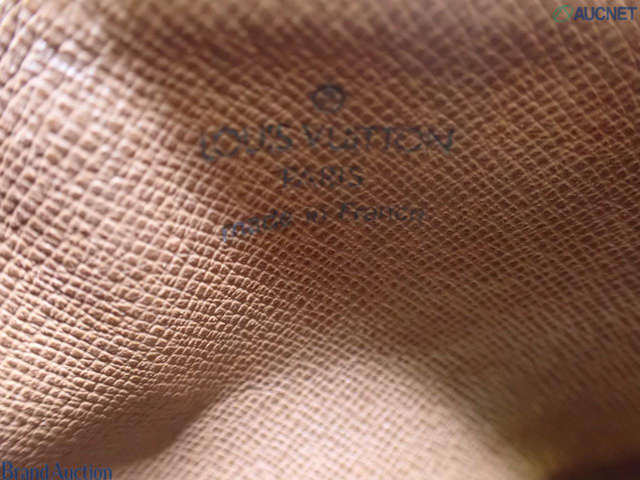 AUCNET
LOUIS VUITTON
PARIS
made in France
Brand Auction